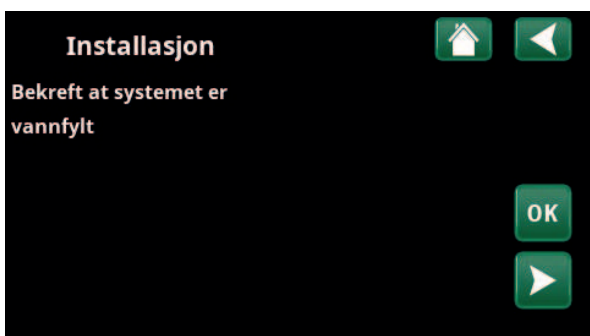 Installasjon
Bekreft at systemet er
vannfylt
OK